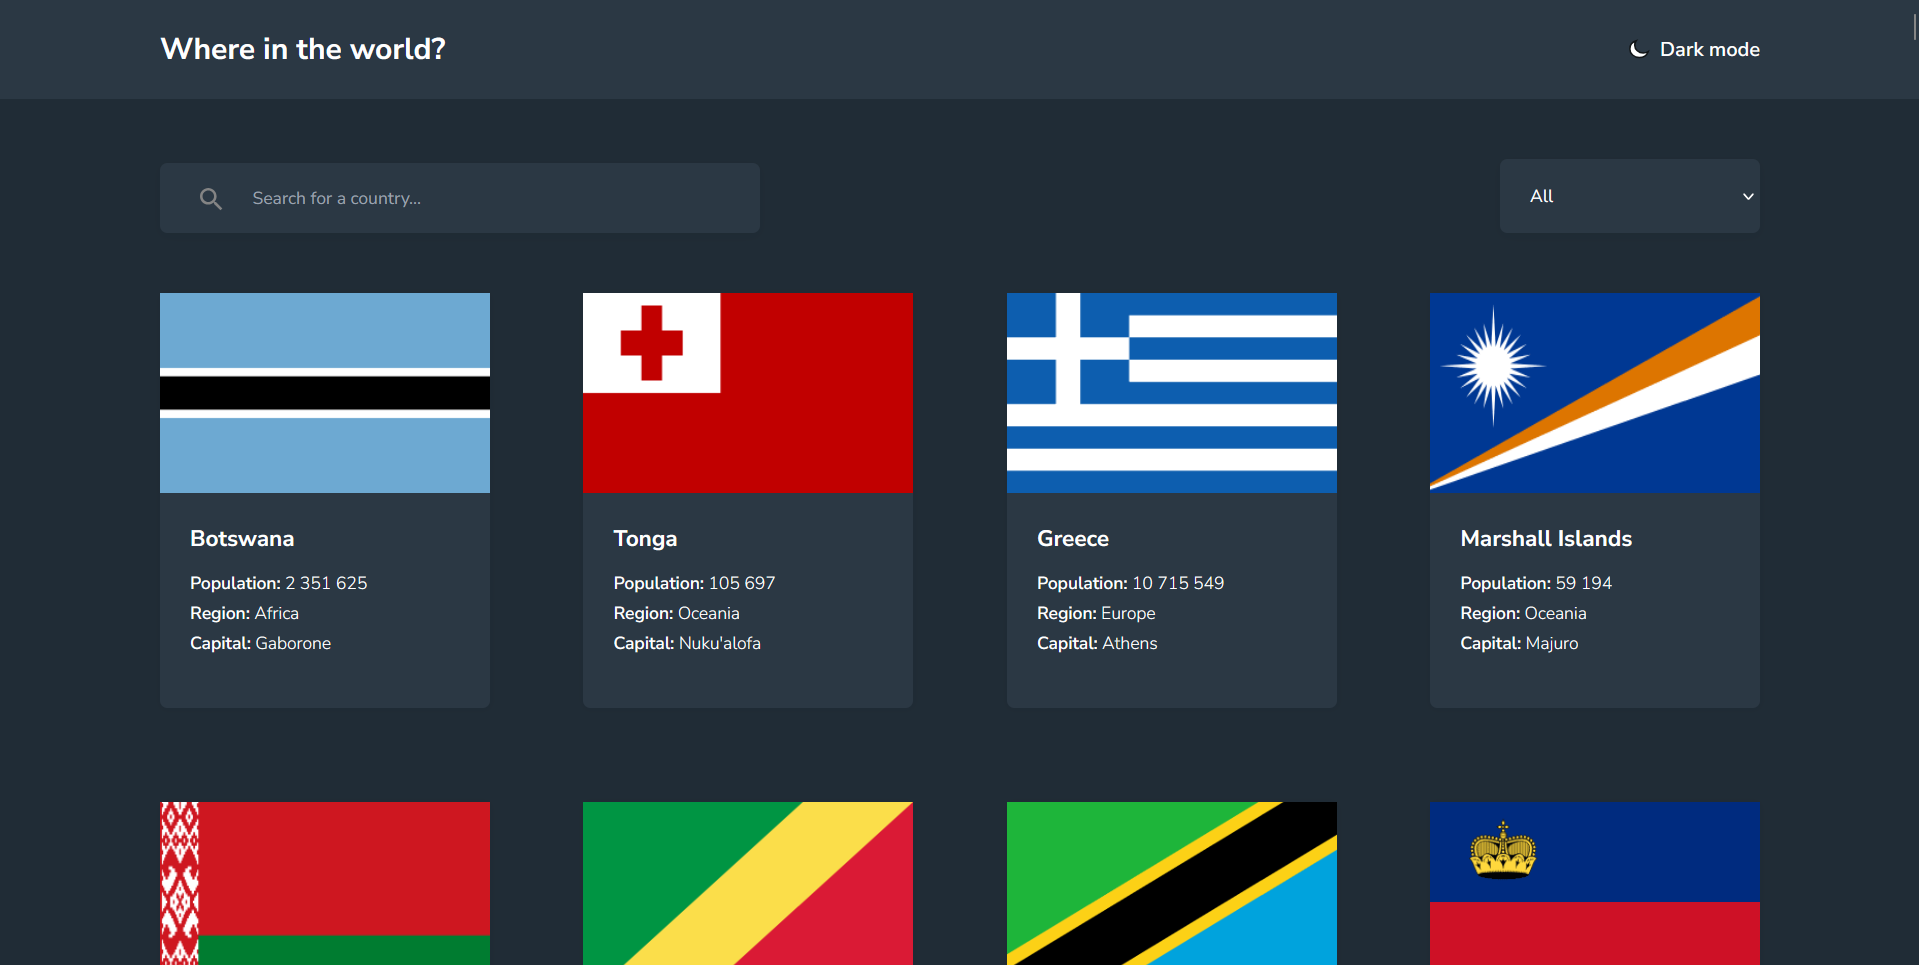 Where in the world?
Dark mode
Search for a country...
All
Botswana
Population: 2 351 625
Region: Africa
Capital: Gaborone
Tonga
Population: 105 697
Region: Oceania
Capital: Nuku'alofa
Greece
Population: 10 715 549
Region: Europe
Capital: Athens
Marshall Islands
Population: 59 194
Region: Oceania
Capital: Majuro